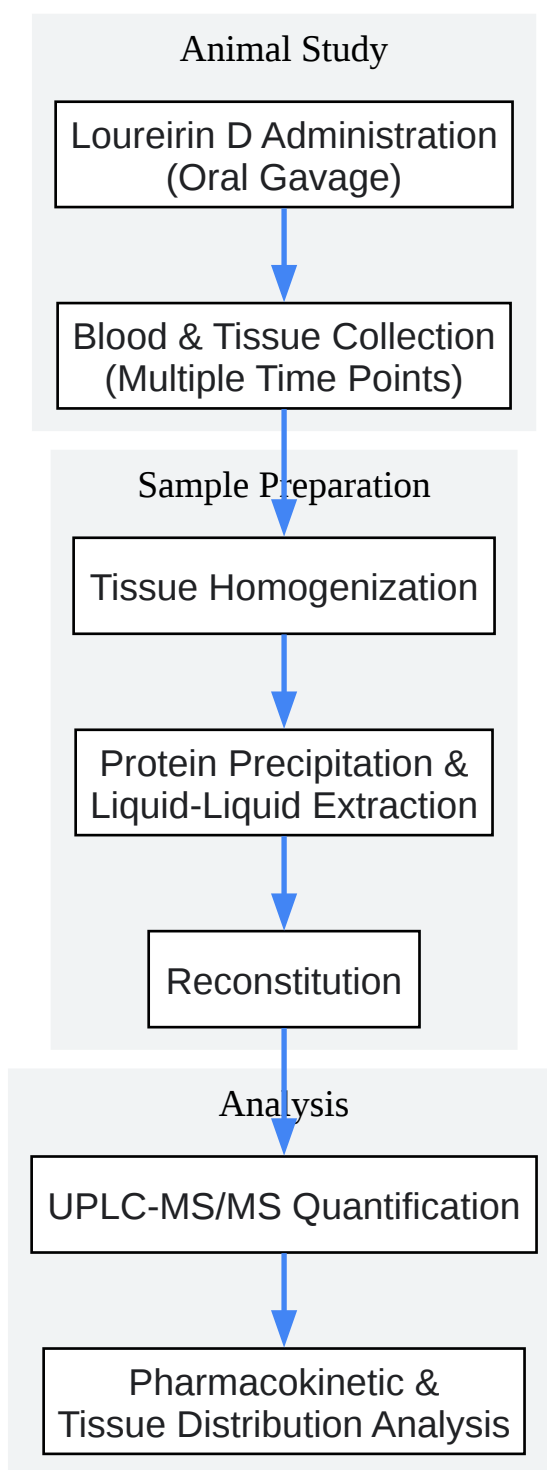 Animal Study
Loureirin D Administration
(Oral Gavage)
Blood & Tissue Collection
(Multiple Time Points)
Sample Preparation
Tissue Homogenization
Protein Precipitation &
Liquid-Liquid Extraction
Reconstitution
Analysis
UPLC-MS/MS Quantification
Pharmacokinetic &
Tissue Distribution Analysis